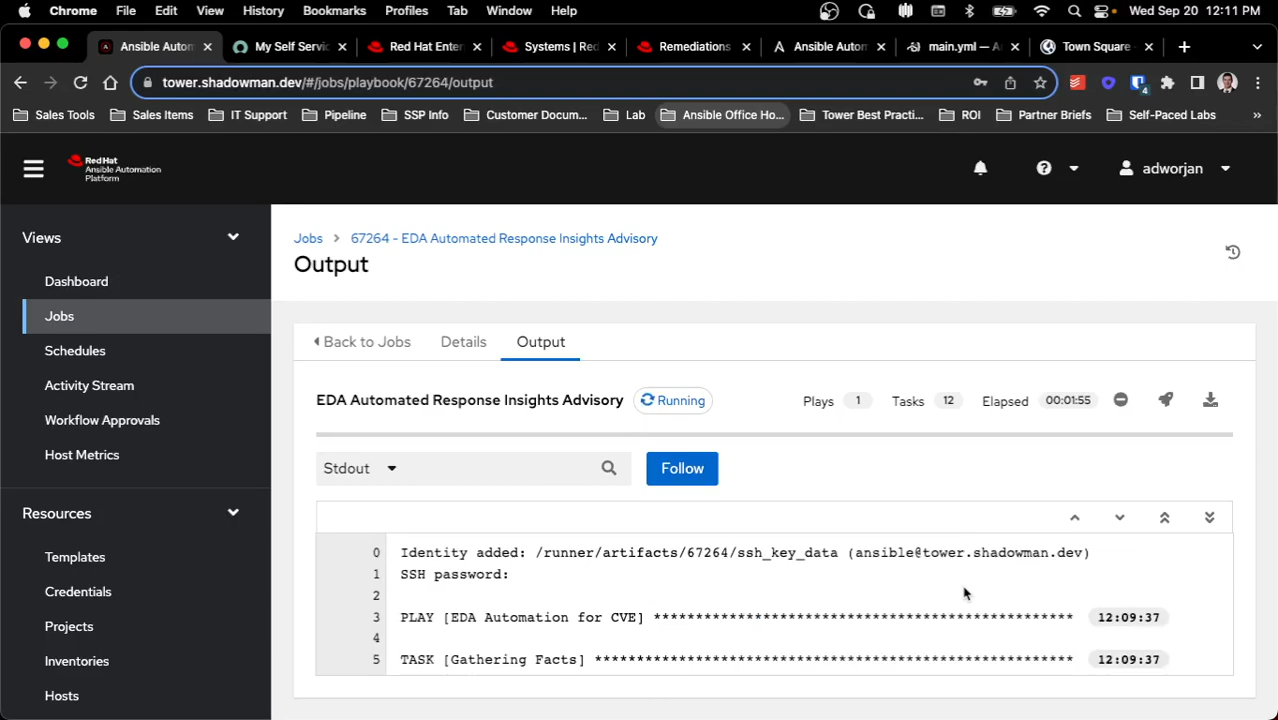 Chrome File Edit View History Bookmarks Profiles Tab Window Help Wed Sep 20 12:11 PM
Ansible Autom My Self Servic Red Hat Enter Systems | Red Remediations Ansible Autom main.yml — A Town Square
tower.shadowman.dev/#/jobs/playbook/67264/output
4
Sales Tools Sales Items IT Support Pipeline SSP Info Customer Docum... Lab Ansible Office Ho... Tower Best Practi... ROI Partner Briefs Self-Paced Labs »
Red Hat
Ansible Automation
Platform
adworjan
Views
Dashboard
Jobs
Schedules
Activity Stream
Workflow Approvals
Host Metrics
Resources
Templates
Credentials
Projects
Inventories
Hosts
Jobs 67264 - EDA Automated Response Insights Advisory
Output
Back to Jobs Details Output
EDA Automated Response Insights Advisory Running Plays 1 Tasks 12 Elapsed 00:01:55
Stdout Follow
0 Identity added: /runner/artifacts/67264/ssh_key_data (ansible@tower.shadowman.dev)
1 SSH password:
2
3 PLAY [EDA Automation for CVE] ************************************************** 12:09:37
4
5 TASK [Gathering Facts] ********************************************************* 12:09:37